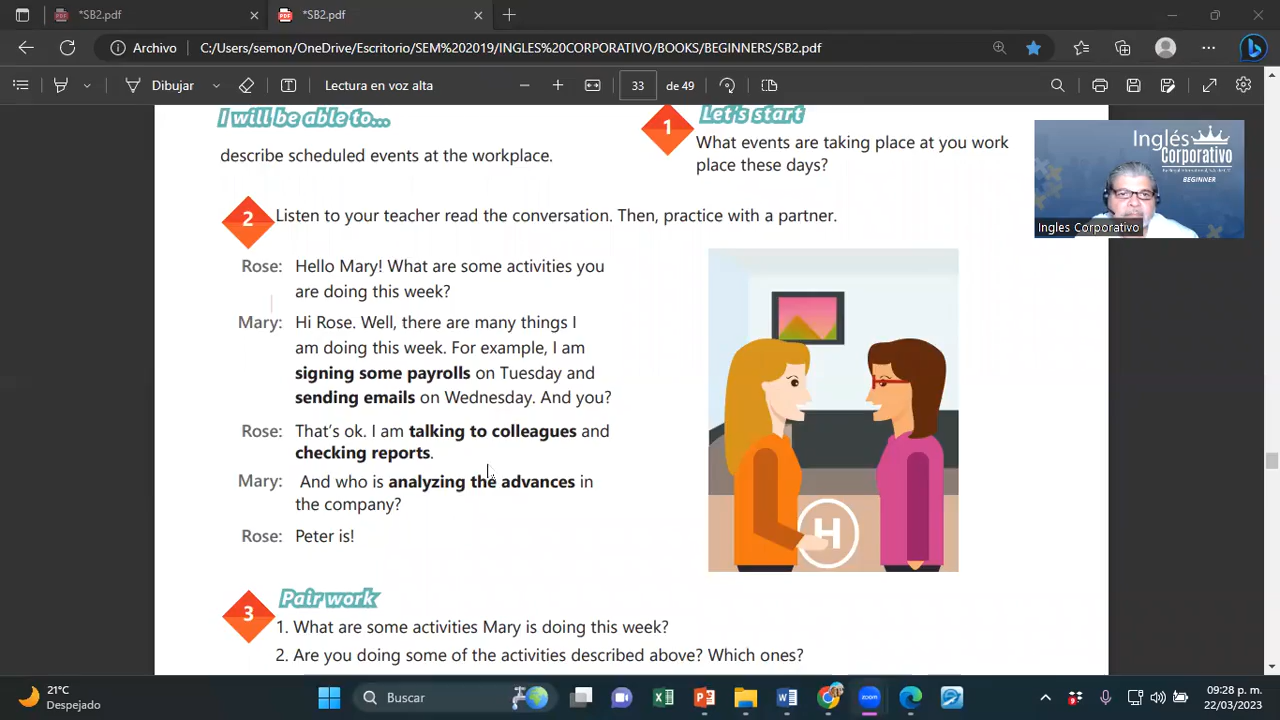 *SB2.pdf
*SB2.pdf
Archivo
C:/Users/semon/OneDrive/Escritorio/SEM%202019/INGLES%20CORPORATIVO/BOOKS/BEGINNERS/SB2.pdf
Dibujar
Lectura en voz alta
33
de 49
I will be able to...
describe scheduled events at the workplace.
1
Let's start
What events are taking place at you work
place these days?
Inglés
Corporativo
BEGINNER
Ingles Corporativo
2
Listen to your teacher read the conversation. Then, practice with a partner.
Rose: Hello Mary! What are some activities you
are doing this week?
Mary: Hi Rose. Well, there are many things I
am doing this week. For example, I am
signing some payrolls on Tuesday and
sending emails on Wednesday. And you?
Rose: That's ok. I am talking to colleagues and
checking reports.
Mary: And who is analyzing the advances in
the company?
Rose: Peter is!
H
3
Pair work
1. What are some activities Mary is doing this week?
2. Are you doing some of the activities described above? Which ones?
21°C
Despejado
Buscar
zoom
09:28 p. m.
22/03/2023